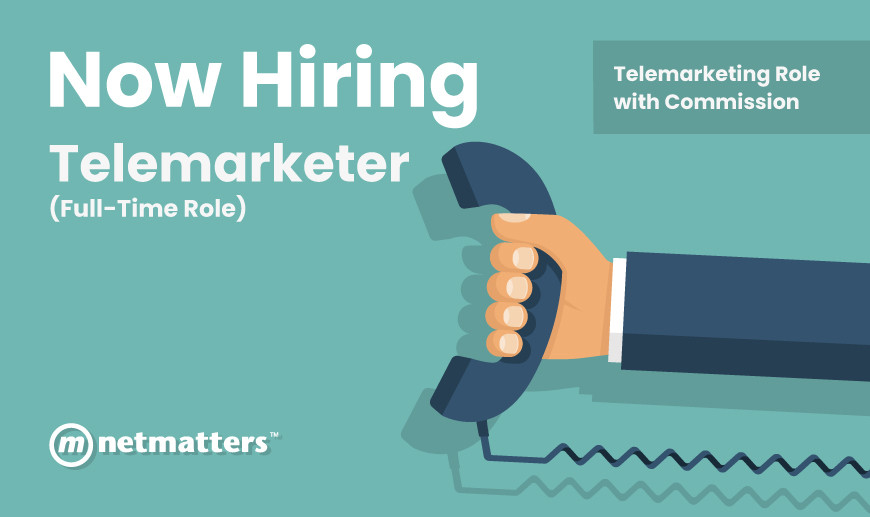 Now Hiring
Telemarketer
(Full-Time Role)
Telemarketing Role
with Commission
m netmatters™